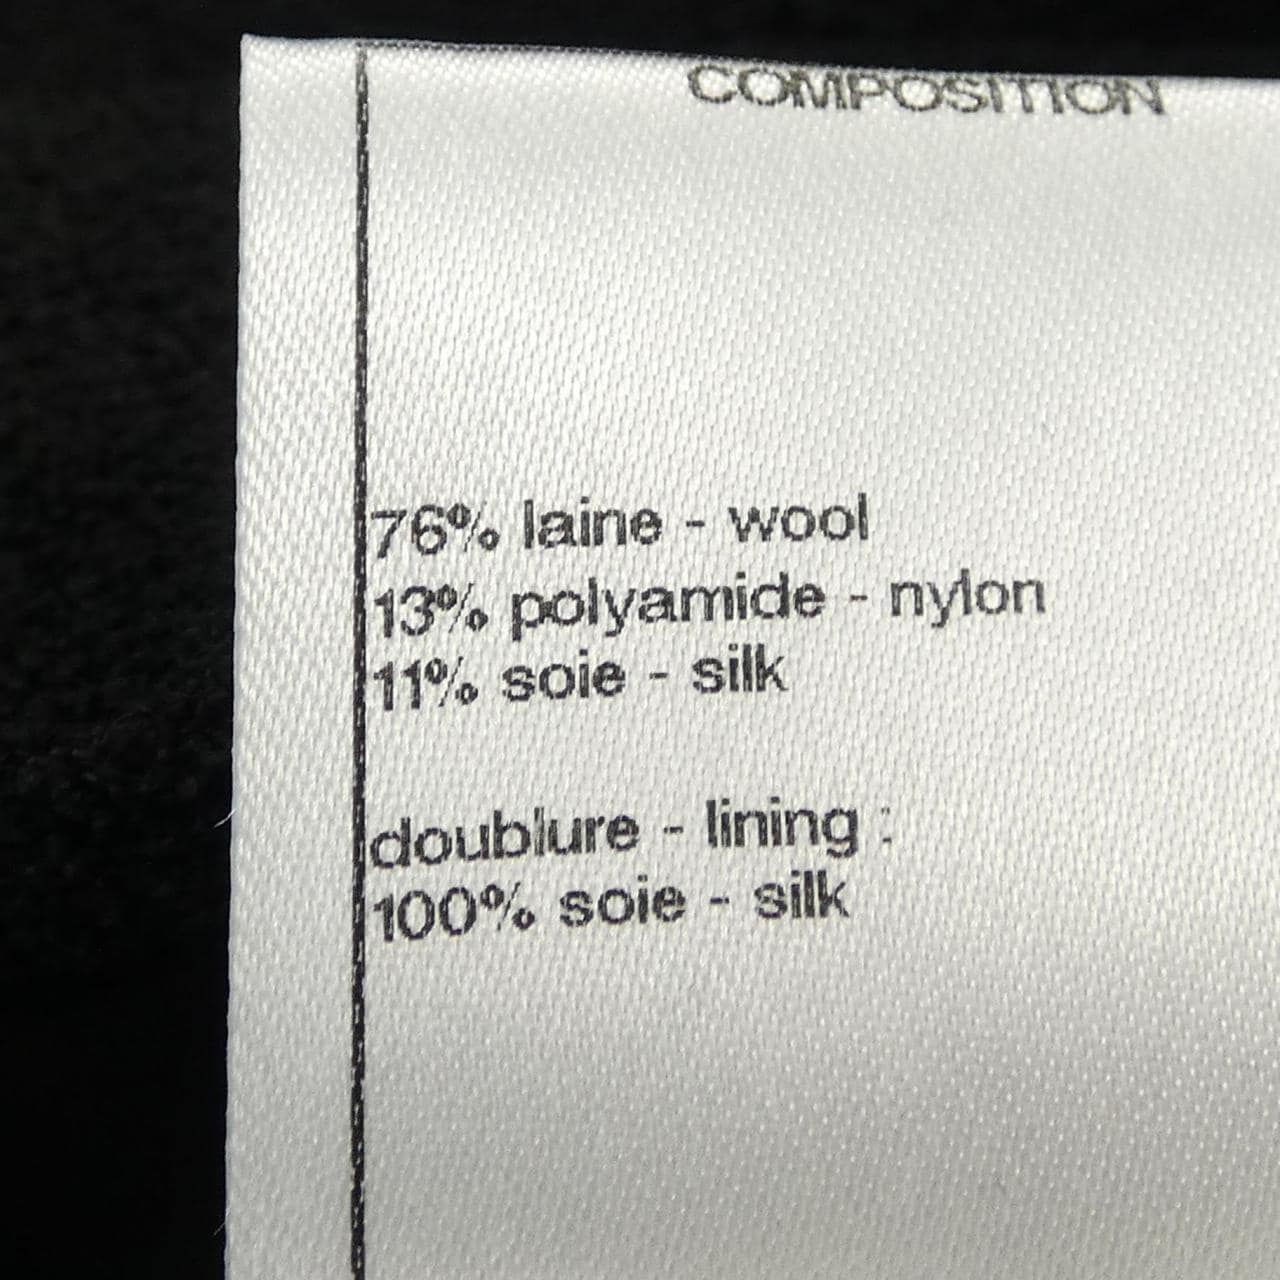 COMPOSITION
76% laine - wool
13% polyamide - nylon
11% soie - silk
doublure - lining :
100% soie - silk